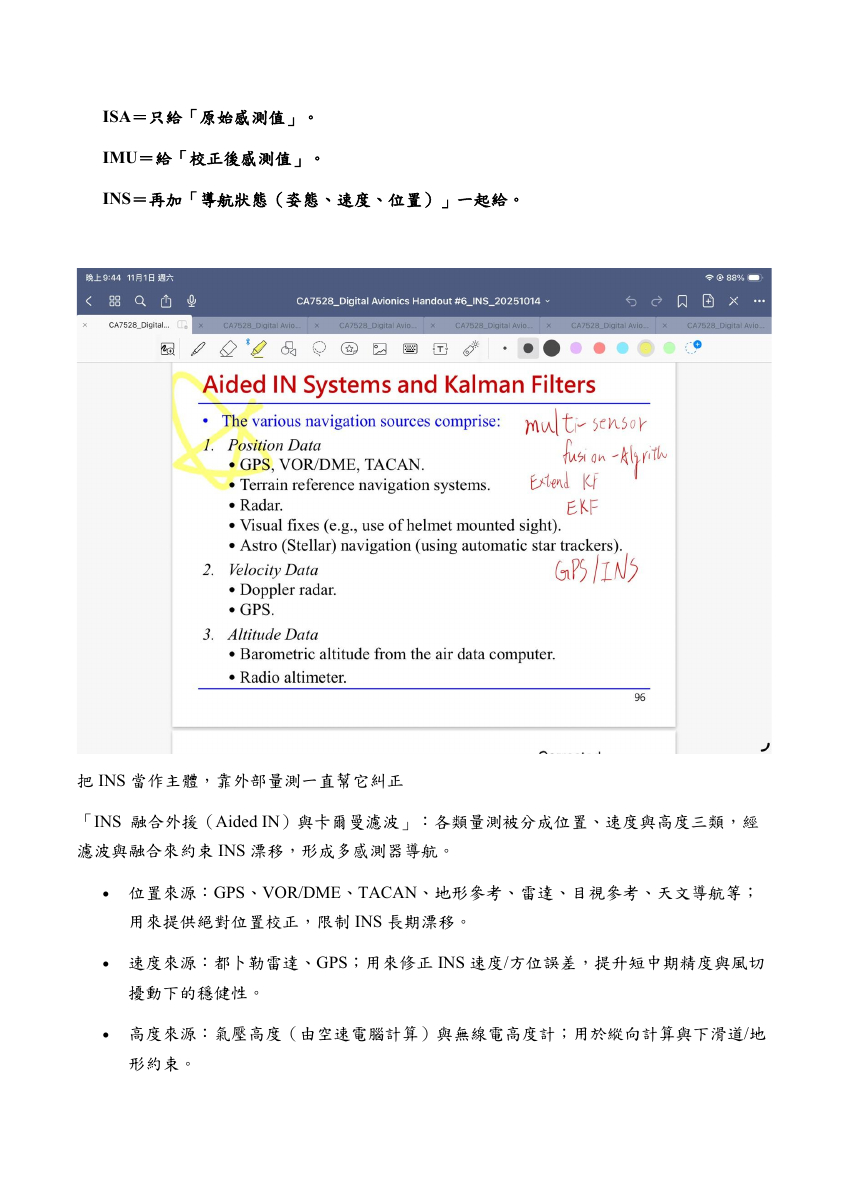 ISA＝只給「原始感測值」。
IMU＝給「校正後感測值」。
INS＝再加「導航狀態（姿態、速度、位置）」一起給。
晚上9:44 11月1日 週六
88%
CA7528_Digital Avionics Handout #6_INS_20251014
CA7528_Digital...
CA7528_Digital Avio...
CA7528_Digital Avio...
CA7528_Digital Avio...
CA7528_Digital Avio...
CA7528_Digital Avio...
Aided IN Systems and Kalman Filters
• The various navigation sources comprise:
multi-sensor
1. Position Data
fusion-Algrith
• GPS, VOR/DME, TACAN.
• Terrain reference navigation systems.
Extend KF
• Radar.
EKF
• Visual fixes (e.g., use of helmet mounted sight).
• Astro (Stellar) navigation (using automatic star trackers).
2. Velocity Data
GPS/INS
• Doppler radar.
• GPS.
3. Altitude Data
• Barometric altitude from the air data computer.
• Radio altimeter.
96
把 INS 當作主體，靠外部量測一直幫它糾正
「INS 融合外援（Aided IN）與卡爾曼濾波」：各類量測被分成位置、速度與高度三類，經
濾波與融合來約束 INS 漂移，形成多感測器導航。
• 位置來源：GPS、VOR/DME、TACAN、地形參考、雷達、目視參考、天文導航等；
用來提供絕對位置校正，限制 INS 長期漂移。
• 速度來源：都卜勒雷達、GPS；用來修正 INS 速度/方位誤差，提升短中期精度與風切
擾動下的穩健性。
• 高度來源：氣壓高度（由空速電腦計算）與無線電高度計；用於縱向計算與下滑道/地
形約束。